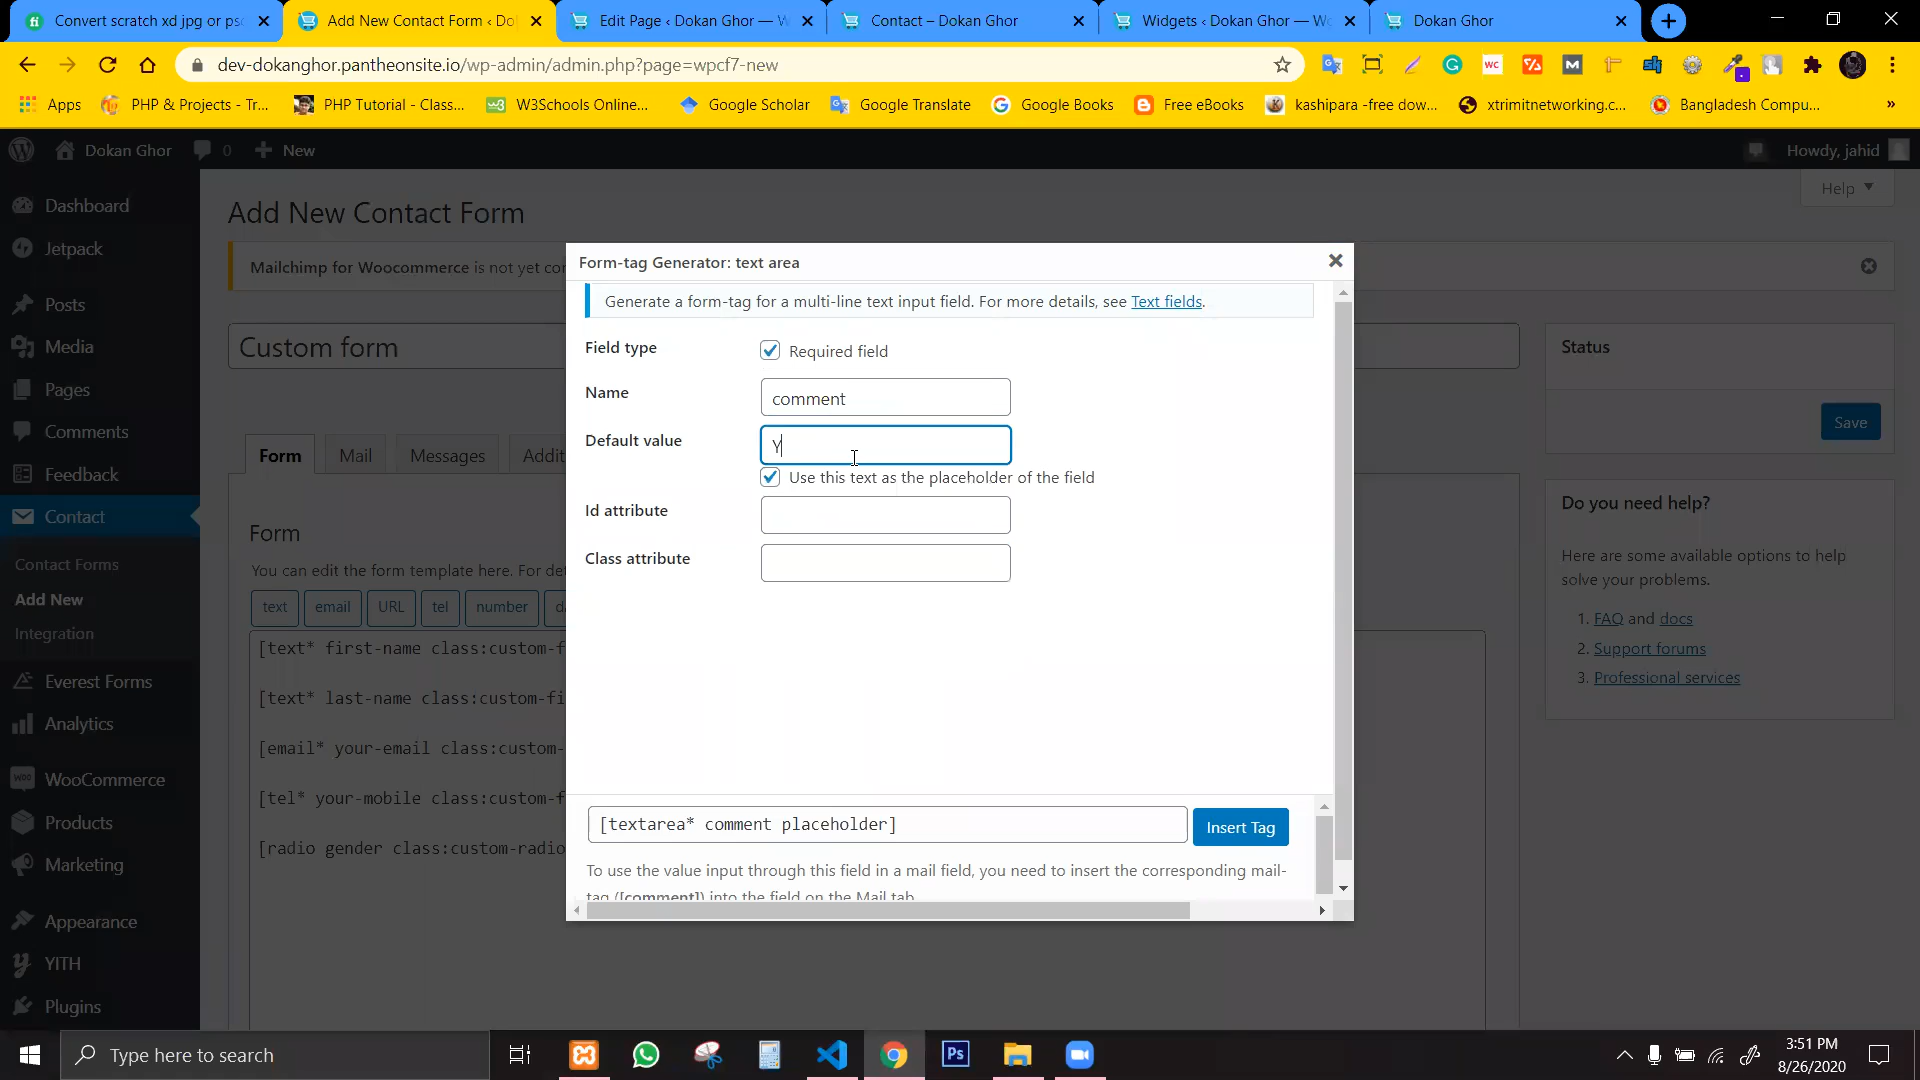 Convert scratch xd jpg or psd
Add New Contact Form ‹ Do
Edit Page ‹ Dokan Ghor — W
Contact – Dokan Ghor
Widgets ‹ Dokan Ghor — Wo
Dokan Ghor
dev-dokanghor.pantheonsite.io/wp-admin/admin.php?page=wpcf7-new
Apps
PHP & Projects - Tr...
PHP Tutorial - Class...
W3Schools Online...
Google Scholar
Google Translate
Google Books
Free eBooks
kashipara -free dow...
xtrimitnetworking.c...
Bangladesh Compu...
»
Dokan Ghor
0
New
Howdy, jahid
Help
Dashboard
Jetpack
Posts
Media
Pages
Comments
Feedback
Contact
Contact Forms
Add New
Integration
Everest Forms
Analytics
WooCommerce
Products
Marketing
Appearance
YITH
Plugins
Add New Contact Form
Mailchimp for Woocommerce is not yet con
Custom form
Form
Mail
Messages
Addit
Form
You can edit the form template here. For det
text
email
URL
tel
number
da
[text* first-name class:custom-f
[text* last-name class:custom-fi
[email* your-email class:custom-
[tel* your-mobile class:custom-f
[radio gender class:custom-radio
Form-tag Generator: text area
Generate a form-tag for a multi-line text input field. For more details, see Text fields.
Field type
Required field
Name
comment
Default value
Y
Use this text as the placeholder of the field
Id attribute
Class attribute
[textarea* comment placeholder]
Insert Tag
To use the value input through this field in a mail field, you need to insert the corresponding mail-
tag ([comment]) into the field on the Mail tab.
Status
Save
Do you need help?
Here are some available options to help
solve your problems.
1. FAQ and docs
2. Support forums
3. Professional services
Type here to search
3:51 PM
8/26/2020